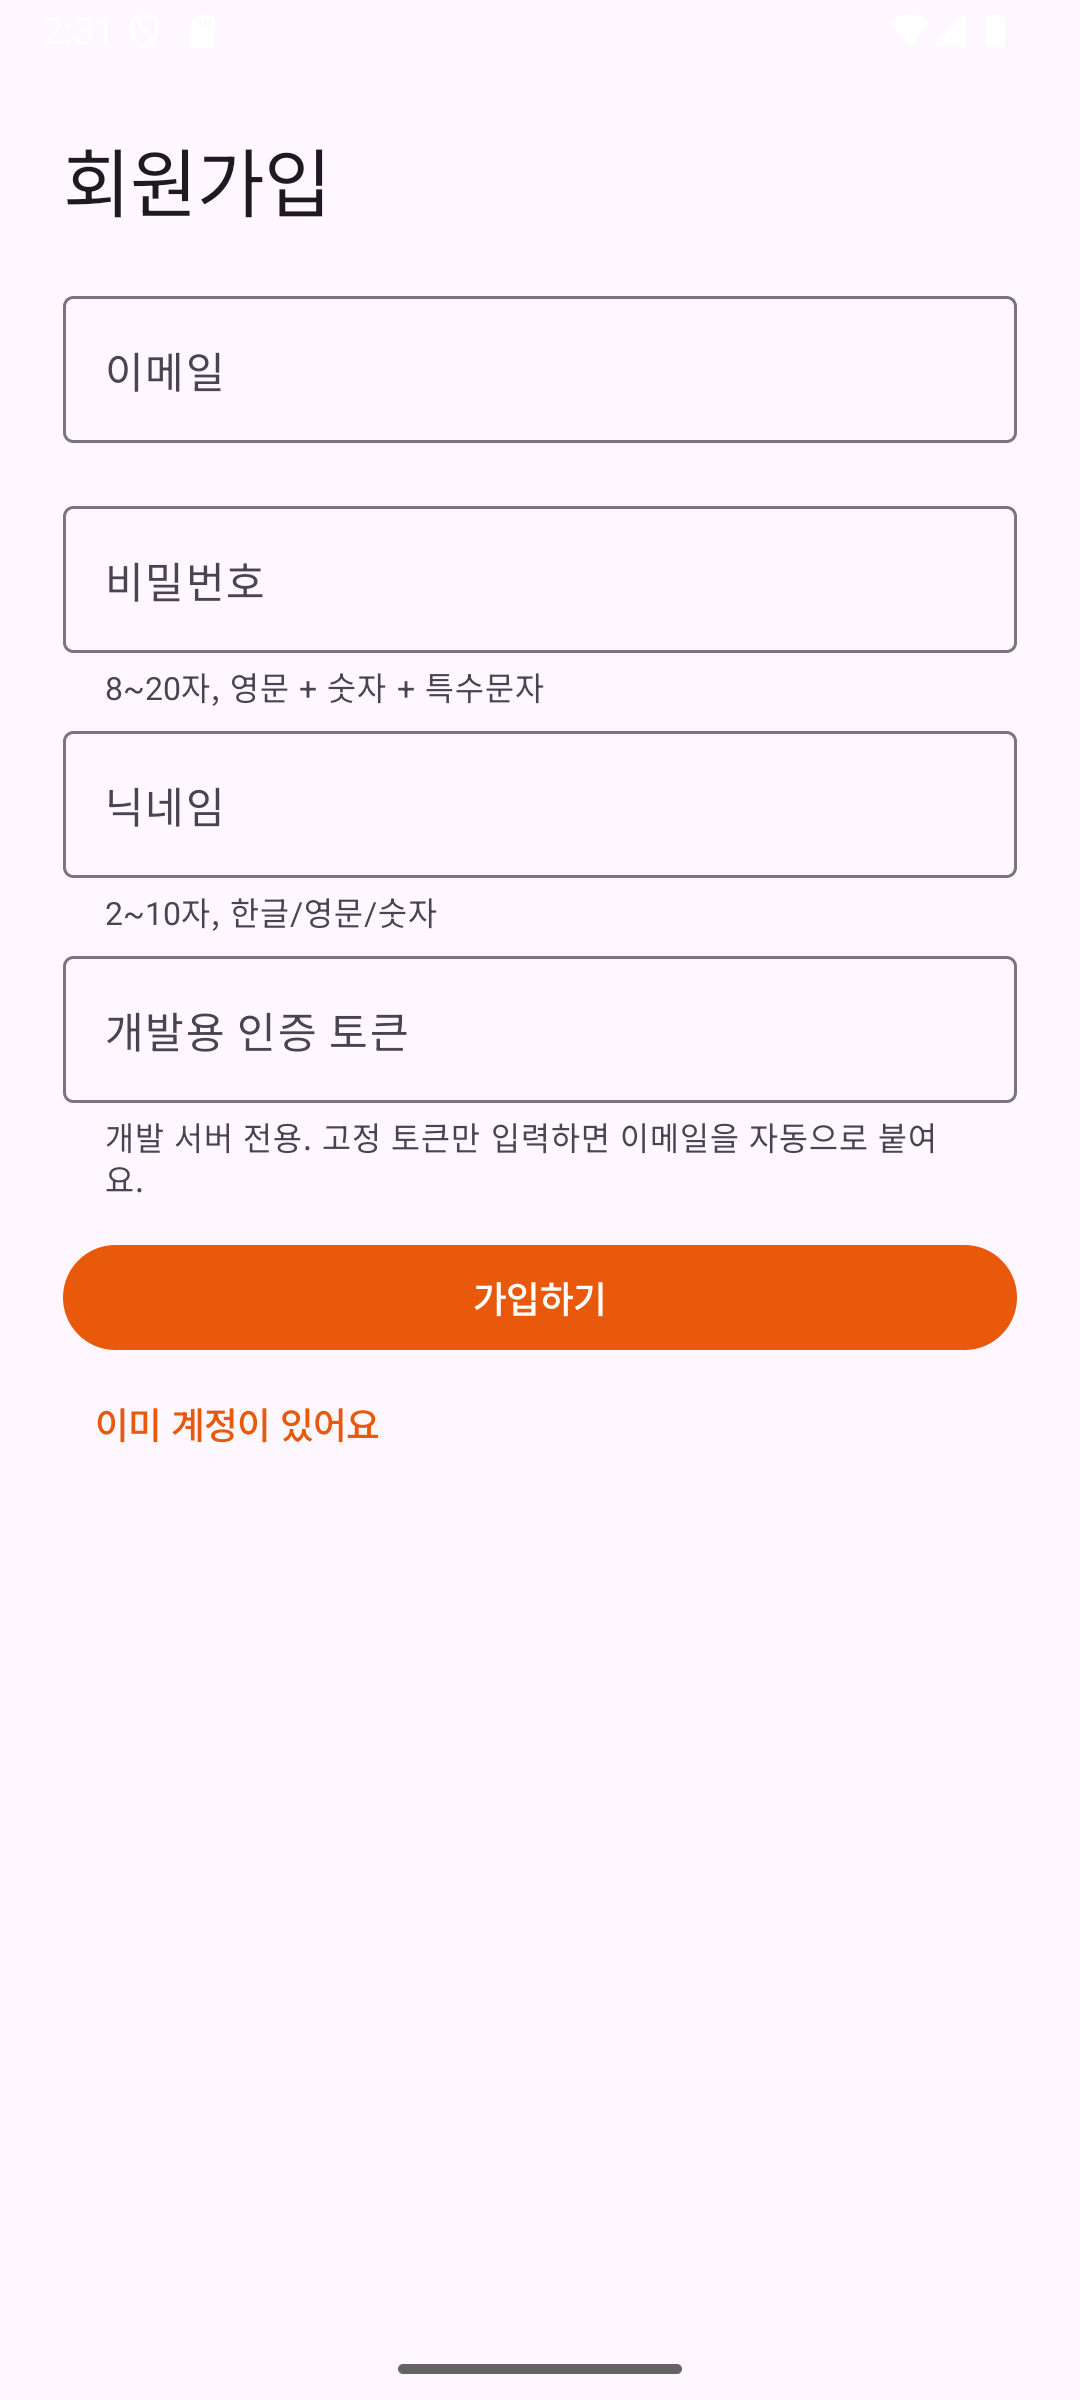 2:31
회원가입
이메일
비밀번호
8~20자, 영문 + 숫자 + 특수문자
닉네임
2~10자, 한글/영문/숫자
개발용 인증 토큰
개발 서버 전용. 고정 토큰만 입력하면 이메일을 자동으로 붙여
요.
가입하기
이미 계정이 있어요